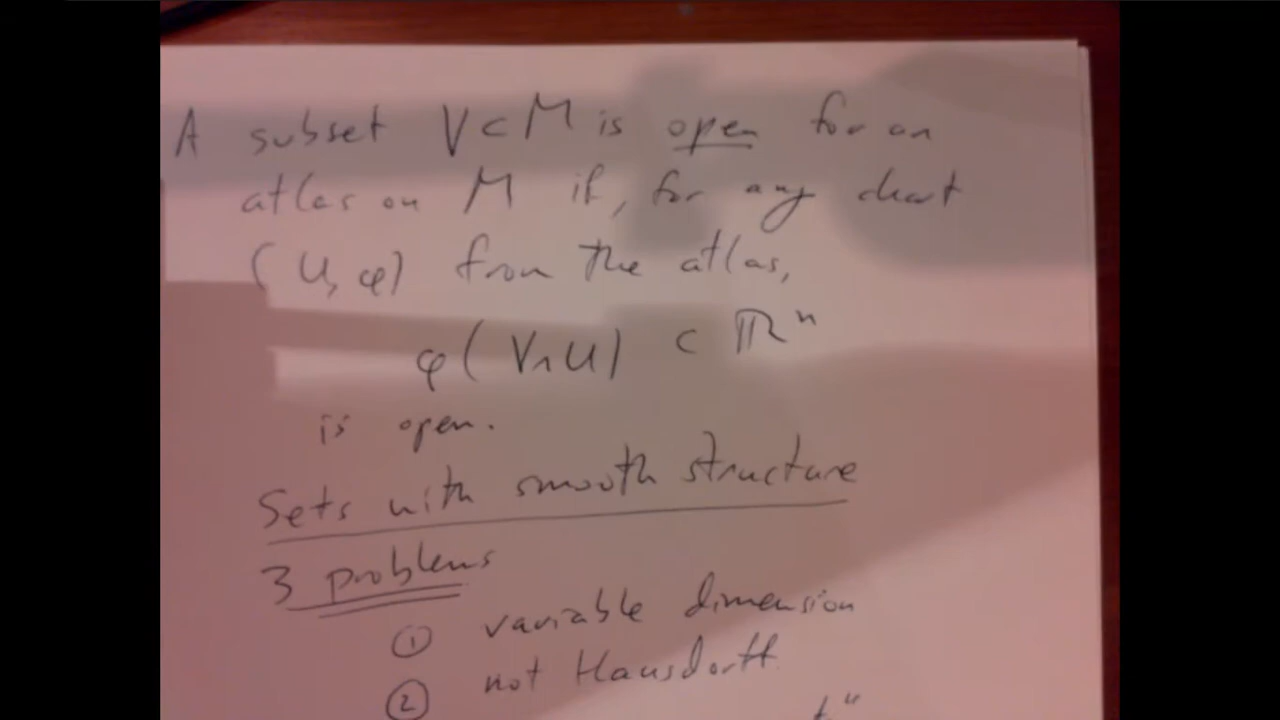 A subset V ⊂ M is open for an
atlas on M if, for any chart
(U, φ) from the atlas,
φ(V∩U) ⊂ ℝⁿ
is open.
Sets with smooth structure
3 problems
① variable dimension
② not Hausdorff